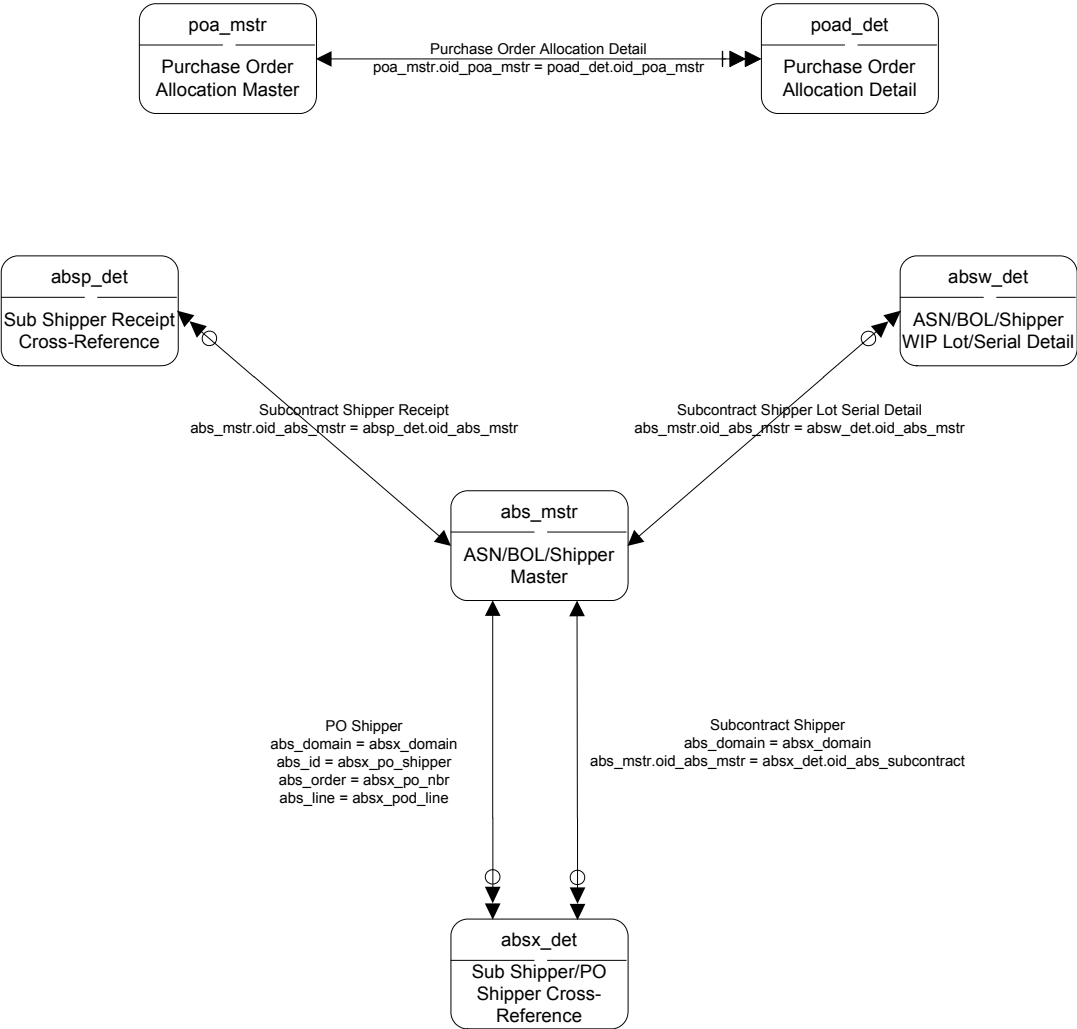 poa_mstr
Purchase Order
Allocation Master
Purchase Order Allocation Detail
poa_mstr.oid_poa_mstr = poad_det.oid_poa_mstr
poad_det
Purchase Order
Allocation Detail
absp_det
Sub Shipper Receipt
Cross-Reference
absw_det
ASN/BOL/Shipper
WIP Lot/Serial Detail
Subcontract Shipper Receipt
abs_mstr.oid_abs_mstr = absp_det.oid_abs_mstr
Subcontract Shipper Lot Serial Detail
abs_mstr.oid_abs_mstr = absw_det.oid_abs_mstr
abs_mstr
ASN/BOL/Shipper
Master
PO Shipper
abs_domain = absx_domain
abs_id = absx_po_shipper
abs_order = absx_po_nbr
abs_line = absx_pod_line
Subcontract Shipper
abs_domain = absx_domain
abs_mstr.oid_abs_mstr = absx_det.oid_abs_subcontract
absx_det
Sub Shipper/PO
Shipper Cross-
Reference